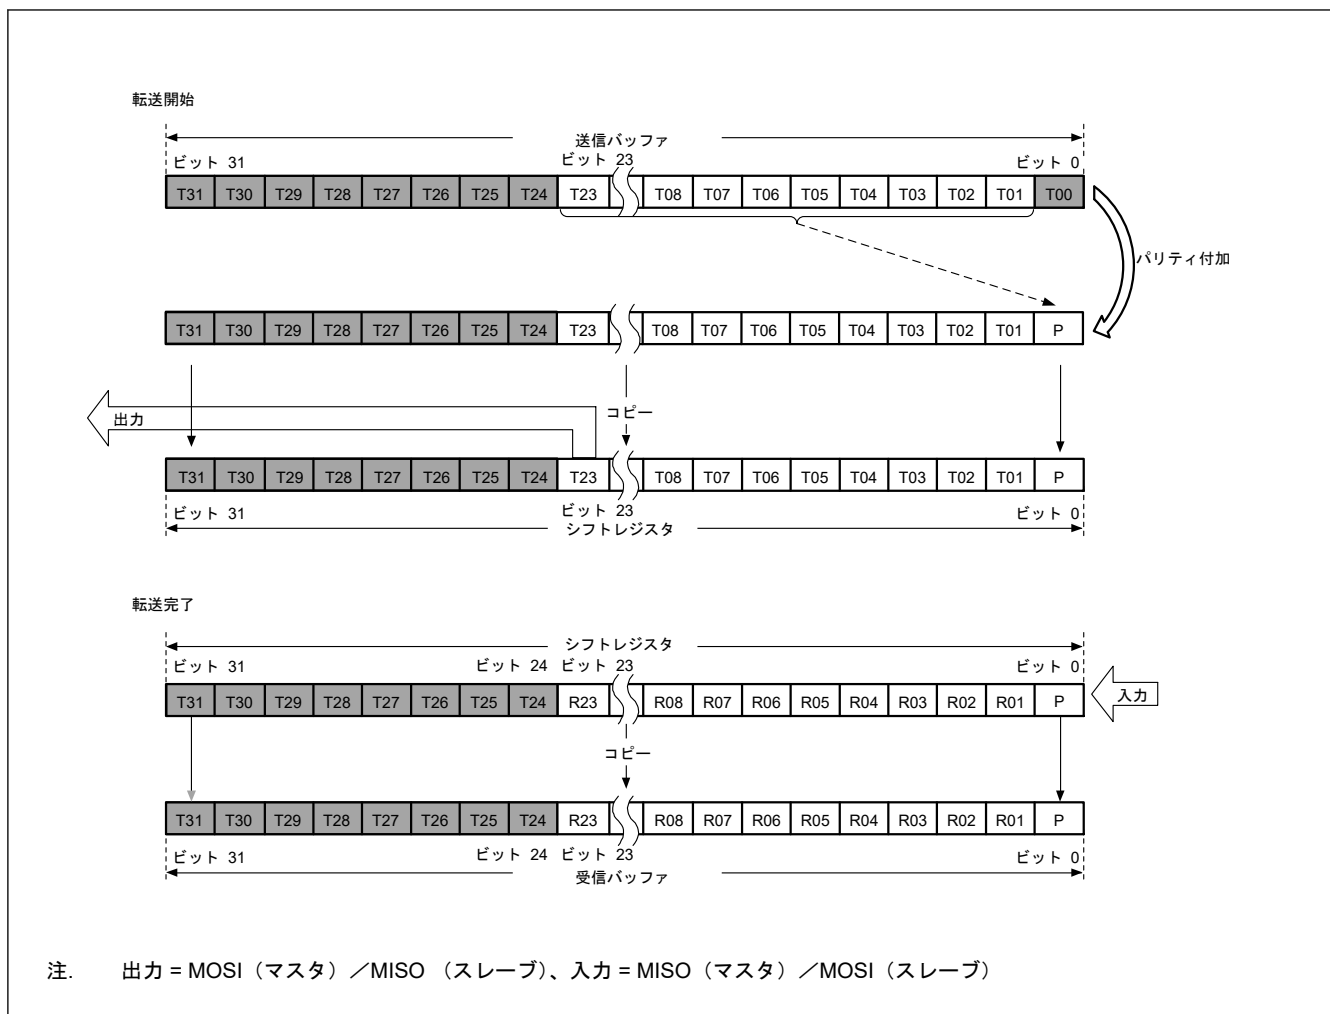 転送開始
送信バッファ
ビット 31 ビット 23 ビット 0
T31 T30 T29 T28 T27 T26 T25 T24 T23 T08 T07 T06 T05 T04 T03 T02 T01 T00
パリティ付加
T31 T30 T29 T28 T27 T26 T25 T24 T23 T08 T07 T06 T05 T04 T03 T02 T01 P
出力 コピー
T31 T30 T29 T28 T27 T26 T25 T24 T23 T08 T07 T06 T05 T04 T03 T02 T01 P
ビット 31 ビット 23 ビット 0
シフトレジスタ
転送完了
シフトレジスタ
ビット 31 ビット 24 ビット 23 ビット 0
T31 T30 T29 T28 T27 T26 T25 T24 R23 R08 R07 R06 R05 R04 R03 R02 R01 P 入力
コピー
T31 T30 T29 T28 T27 T26 T25 T24 R23 R08 R07 R06 R05 R04 R03 R02 R01 P
ビット 31 ビット 24 ビット 23 ビット 0
受信バッファ
注. 出力 = MOSI（マスタ）／MISO （スレーブ）、入力 = MISO（マスタ）／MOSI（スレーブ）